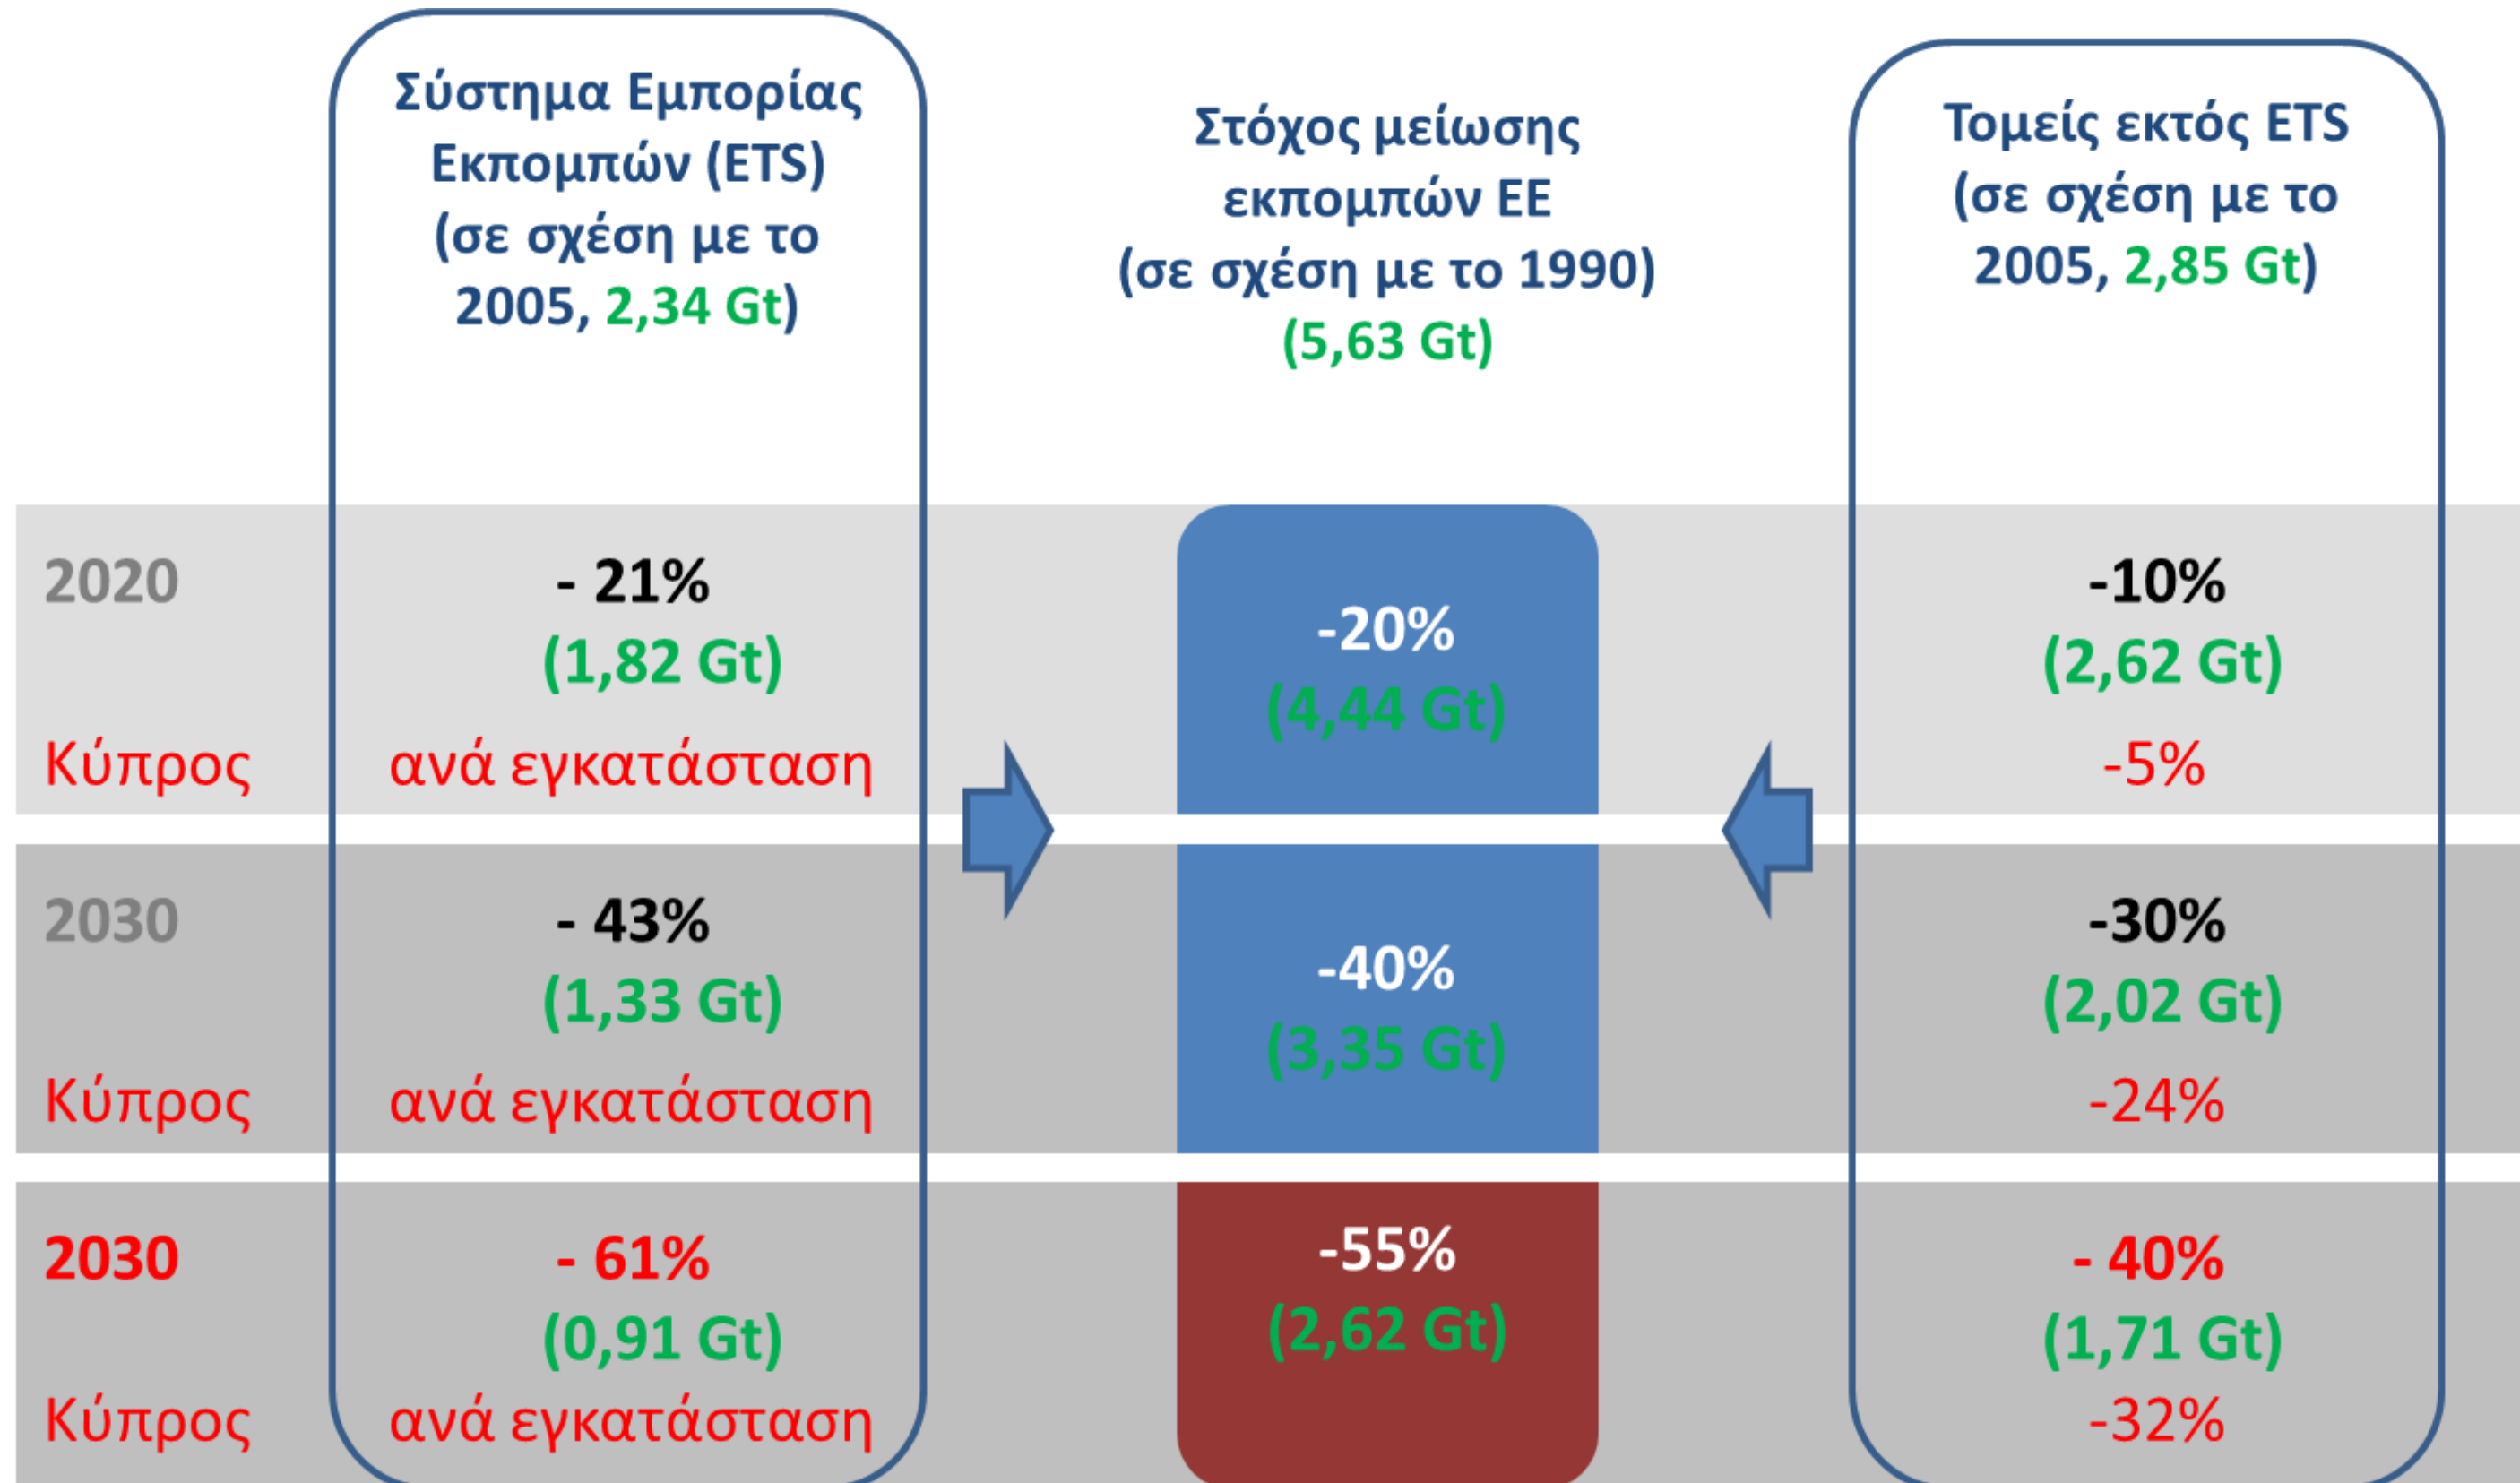 Σύστημα Εμπορίας
Εκπομπών (ETS)
(σε σχέση με το
2005, 2,34 Gt)
Στόχος μείωσης
εκπομπών ΕΕ
(σε σχέση με το 1990)
(5,63 Gt)
Τομείς εκτός ETS
(σε σχέση με το
2005, 2,85 Gt)
2020
- 21%
(1,82 Gt)
-20%
(4,44 Gt)
-10%
(2,62 Gt)
Κύπρος
ανά εγκατάσταση
-5%
2030
- 43%
(1,33 Gt)
-40%
(3,35 Gt)
-30%
(2,02 Gt)
Κύπρος
ανά εγκατάσταση
-24%
2030
- 61%
(0,91 Gt)
-55%
(2,62 Gt)
- 40%
(1,71 Gt)
Κύπρος
ανά εγκατάσταση
-32%